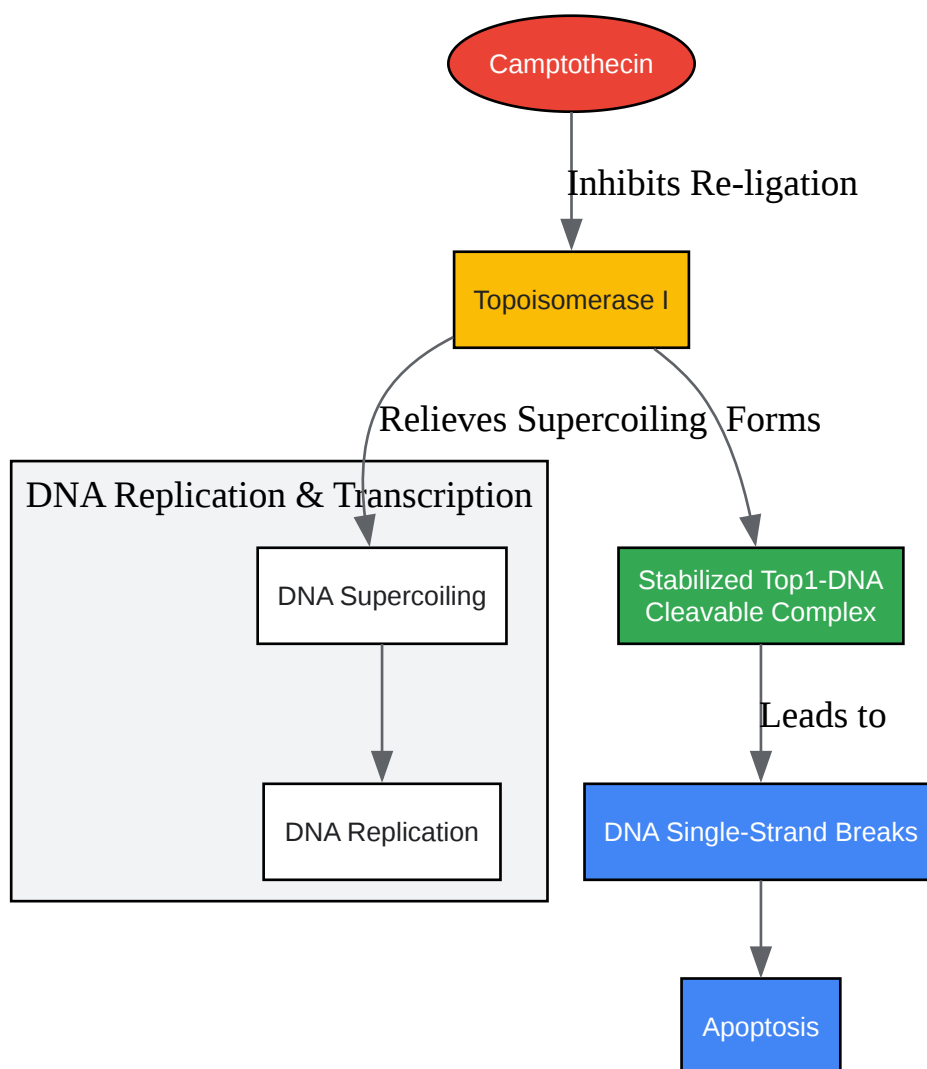 Camptothecin
Inhibits Re-ligation
Topoisomerase I
Relieves Supercoiling
Forms
DNA Replication & Transcription
DNA Supercoiling
Stabilized Top1-DNA
Cleavable Complex
Leads to
DNA Replication
DNA Single-Strand Breaks
Apoptosis